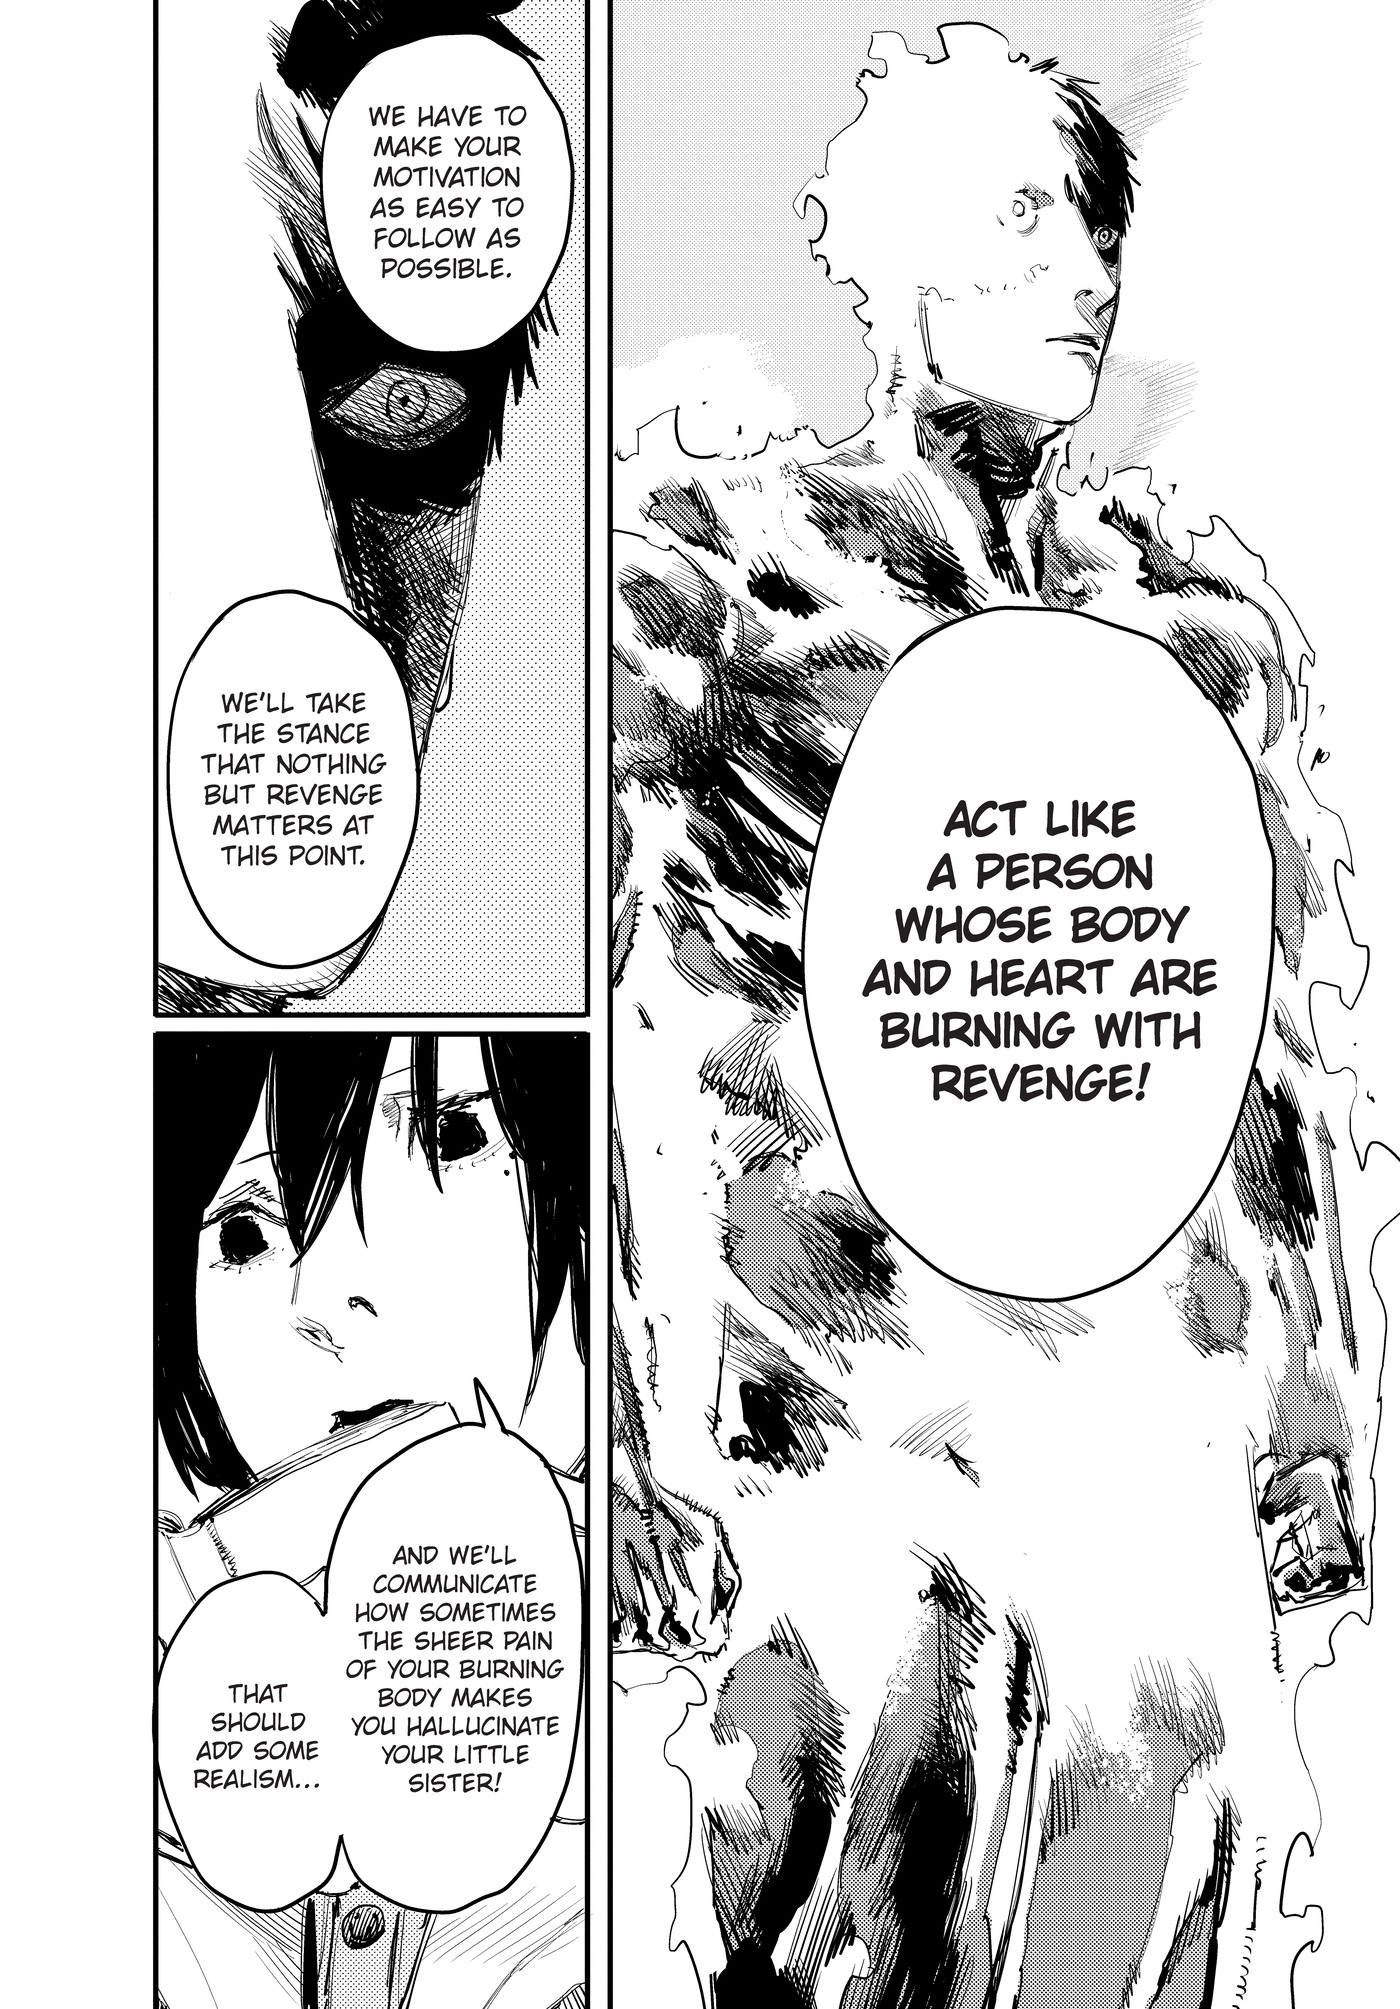 ACT LIKE
A PERSON
WHOSE BODY
AND HEART ARE
BURNING WITH
REVENGE!
WE HAVE TO
MAKE YOUR
MOTIVATION
AS EASY TO
FOLLOW AS
POSSIBLE.
WE'LL TAKE
THE STANCE
THAT NOTHING
BUT REVENGE
MATTERS AT
THIS POINT.
AND WE'LL
COMMUNICATE
HOW SOMETIMES
THE SHEER PAIN
OF YOUR BURNING
BODY MAKES
YOU HALLUCINATE
YOUR LITTLE
SISTER!
THAT
SHOULD
ADD SOME
REALISM...